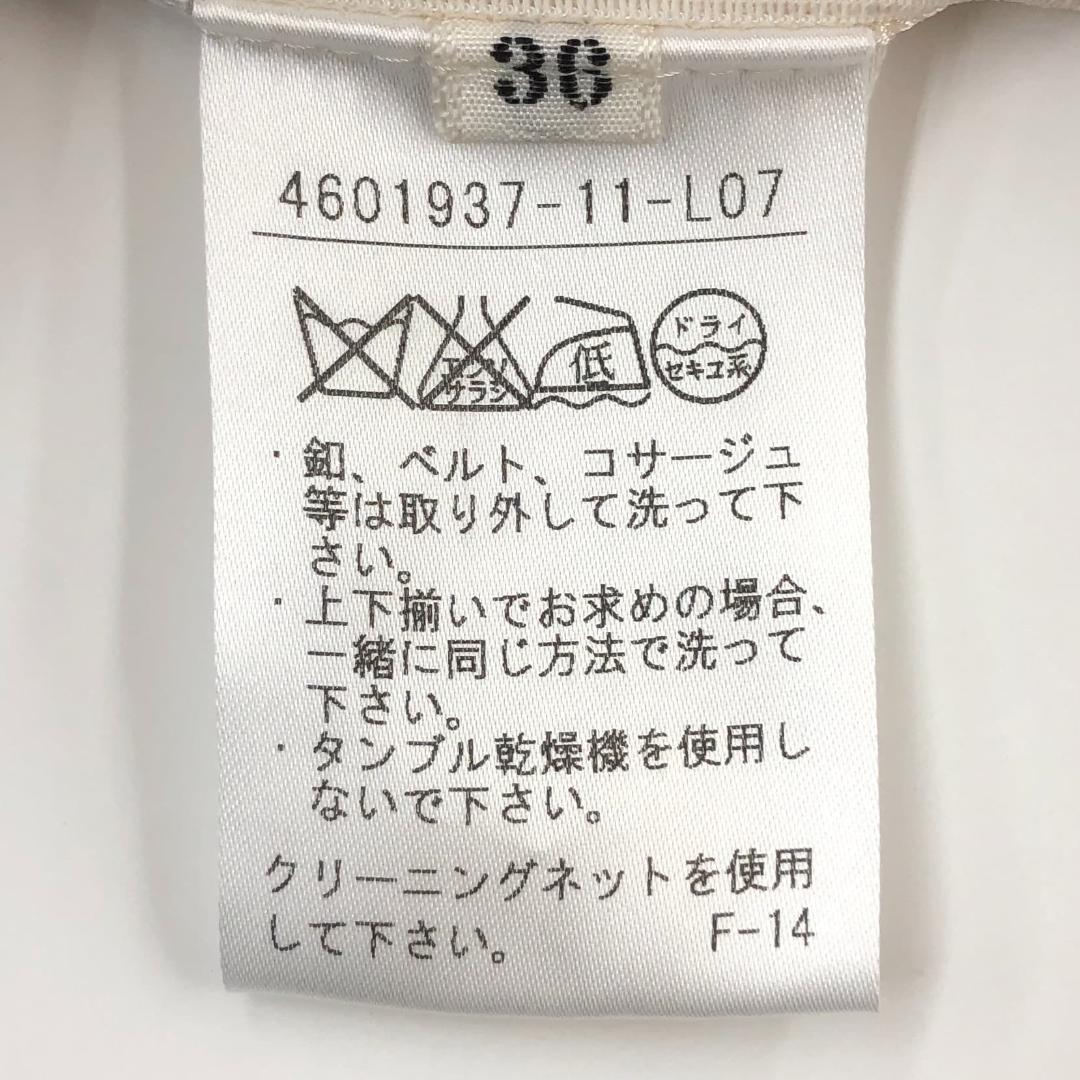 36
4601937-11-L07
エンソ
サラシ
低
ドライ
セキユ系
・釦、ベルト、コサージュ
等は取り外して洗って下
さい。
・上下揃いでお求めの場合、
一緒に同じ方法で洗って
下さい。
・タンブル乾燥機を使用し
ないで下さい。
クリーニングネットを使用
して下さい。 F-14